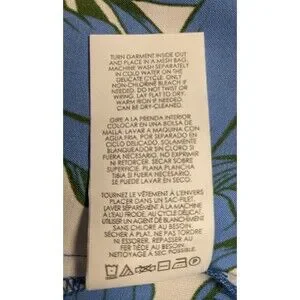 TURN GARMENT INSIDE OUT
AND PLACE IN A MESH BAG.
MACHINE WASH SEPARATELY
IN COLD WATER ON THE
DELICATE CYCLE. ONLY
NON-CHLORINE BLEACH IF
NEEDED. DO NOT TWIST OR
WRING. LAY FLAT TO DRY.
WARM IRON IF NEEDED. CAN
BE DRY-CLEANED.
GIRE A LA PRENDA INTERIOR
COLOCAR EN UNA BOLSA DE
MALLA. LAVAR A MAQUINA CON
AGUA FRIA, POR SEPARADO EN
CICLO DELICADO. SOLAMENTE
BLANQUEADOR SIN CLORO SI
FUERA NECESARIO. NO EXPRIMIR
NI RETORCER. SECAR SOBRE
SUPERFICIE PLANA PLANCHA
TIBIA SI FUERA NECESARIO.
SE PUEDE LAVAR EN SECO.
TOURNEZ LE VÊTEMENT À L'ENVERS
PLACER DANS UN SAC-FILET.
LAVER SÉPARÉMENT À LA MACHINE
À L'EAU FROIDE, AU CYCLE DÉLICAT.
UTILISER UN AGENT DE BLANCHIMENT
SANS CHLORE AU BESOIN.
SÉCHER À PLAT. NE PAS TORDRE
NI ESSORER. REPASSER AU
FER TIÈDE AU BESOIN.
NETTOYAGE À SEC POSSIBLE.